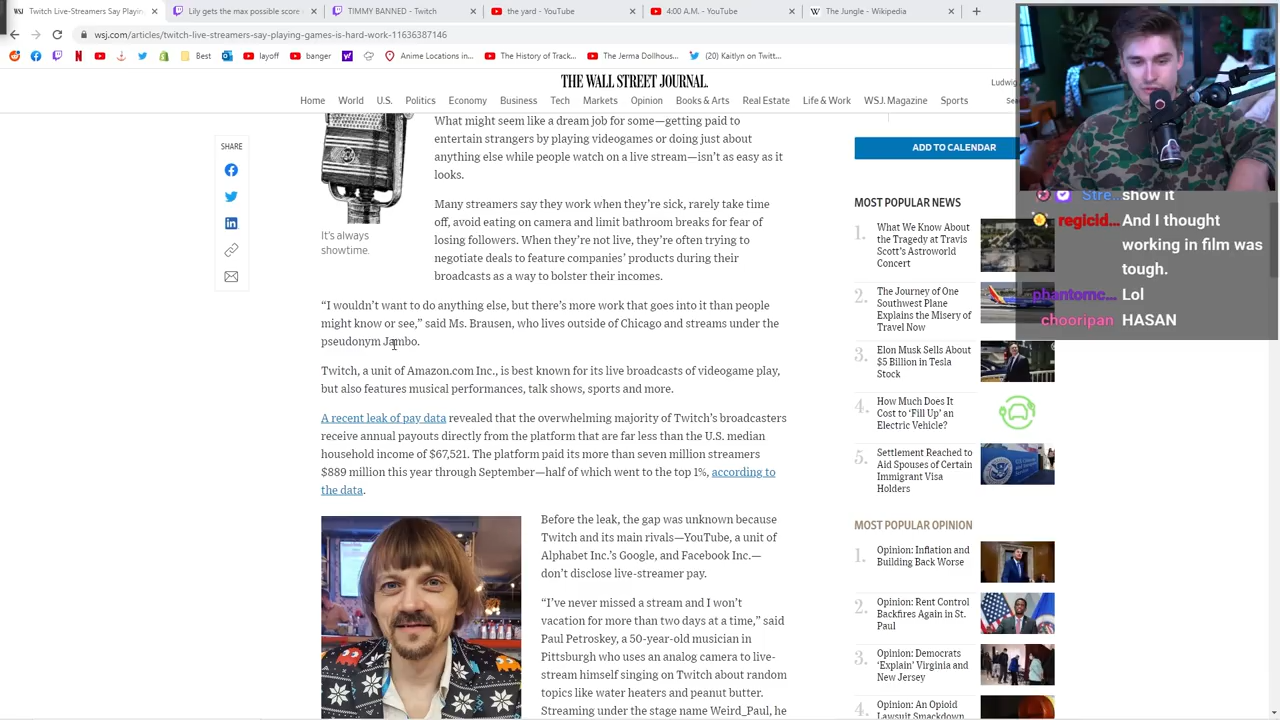 Twitch Live-Streamers Say Playing
Lily gets the max possible score
TIMMY BANNED - Twitch
the yard - YouTube
4:00 A.M. - YouTube
The Jungle - Wikipedia
wsj.com/articles/twitch-live-streamers-say-playing-games-is-hard-work-11636387146
Best
layoff
banger
Anime Locations in...
The History of Track...
The Jerma Dollhous...
(20) Kaitlyn on Twitt...
THE WALL STREET JOURNAL.
Ludwig
Home World U.S. Politics Economy Business Tech Markets Opinion Books & Arts Real Estate Life & Work WSJ. Magazine Sports
SHARE
It's always
showtime.
What might seem like a dream job for some—getting paid to
entertain strangers by playing videogames or doing just about
anything else while people watch on a live stream—isn't as easy as it
looks.
Many streamers say they work while they're sick, rarely take time
off, avoid eating on camera and limit bathroom breaks for fear of
losing followers. When they're not live, they're often trying to
negotiate deals to feature companies' products during their
broadcasts as a way to bolster their incomes.
“I wouldn't want to do anything else, but there's more work that goes into it than people
might know or see,” said Ms. Brausen, who lives outside of Chicago and streams under the
pseudonym Jambo.
Twitch, a unit of Amazon.com Inc., is best known for its live broadcasts of videogame play,
but also features musical performances, talk shows, sports and more.
A recent leak of pay data revealed that the overwhelming majority of Twitch's broadcasters
receive annual payouts directly from the platform that are far less than the U.S. median
household income of $67,521. The platform paid its more than seven million streamers
$889 million this year through September—half of which went to the top 1%, according to
the data.
Before the leak, the gap was unknown because
Twitch and its main rivals—YouTube, a unit of
Alphabet Inc.'s Google, and Facebook Inc.—
don't disclose live-streamer pay.
“I've never missed a stream and I won't
vacation for more than two days at a time,” said
Paul Petroskey, a 50-year-old musician in
Pittsburgh who uses an analog camera to live-
stream himself singing on Twitch about random
topics like water heaters and peanut butter.
Streaming under the stage name Weird_Paul, he
ADD TO CALENDAR
MOST POPULAR NEWS
1. What We Know About
the Tragedy at Travis
Scott's Astroworld
Concert
2. The Journey of One
Southwest Plane
Explains the Misery of
Travel Now
3. Elon Musk Sells About
$5 Billion in Tesla
Stock
4. How Much Does It
Cost to ‘Fill Up’ an
Electric Vehicle?
5. Settlement Reached to
Aid Spouses of Certain
Immigrant Visa
Holders
MOST POPULAR OPINION
1. Opinion: Inflation and
Building Back Worse
2. Opinion: Rent Control
Backfires Again in St.
Paul
3. Opinion: Democrats
‘Explain’ Virginia and
New Jersey
4. Opinion: An Opioid
Lawsuit Smackdown
Stre... show it
regicid... And I thought
working in film was
tough.
phantomc... Lol
chooripan HASAN